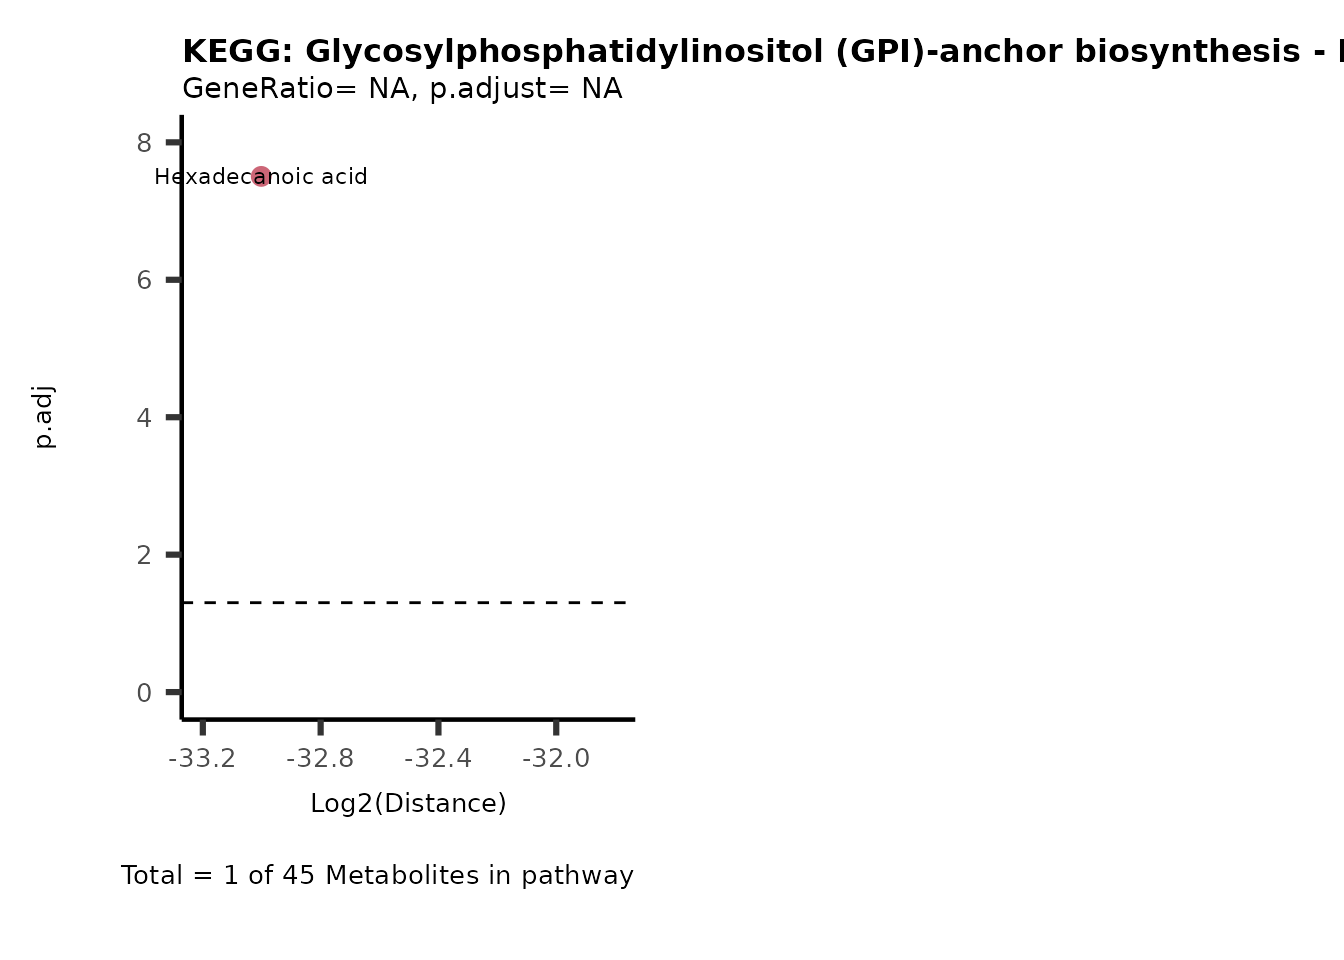 KEGG: Glycosylphosphatidylinositol (GPI)-anchor biosynthesis -
GeneRatio= NA, p.adjust= NA
8
Hexadecanoic acid
6
4
p.adj
2
0
-33.2 -32.8 -32.4 -32.0
Log2(Distance)
Total = 1 of 45 Metabolites in pathway